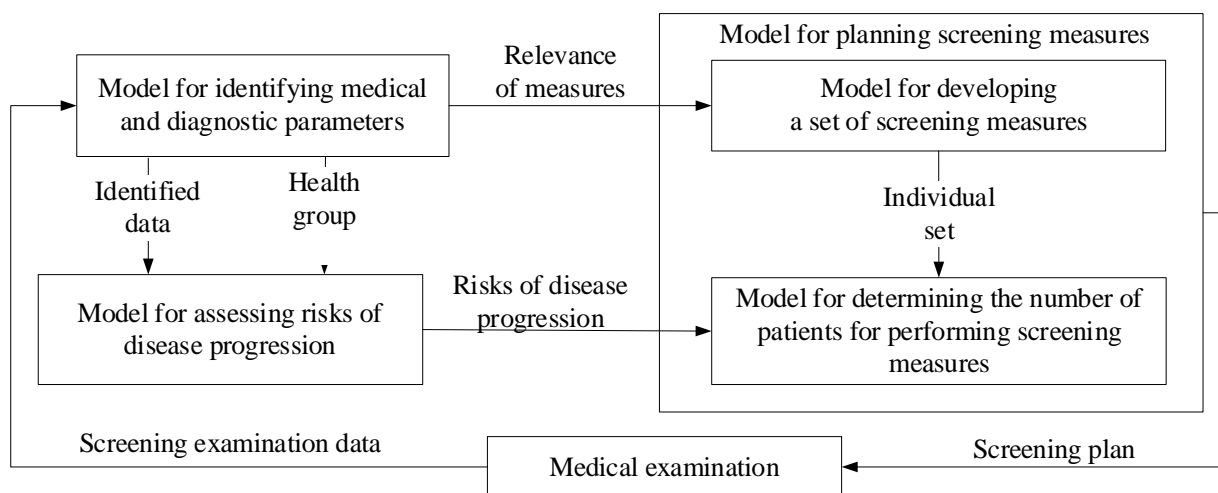 Model for planning screening measures
Relevance
of measures
Model for identifying medical
and diagnostic parameters
Model for developing
a set of screening measures
Identified
data
Health
group
Individual
set
Risks of disease
progression
Model for assessing risks of
disease progression
Model for determining the number of
patients for performing screening
measures
Screening examination data
Medical examination
Screening plan